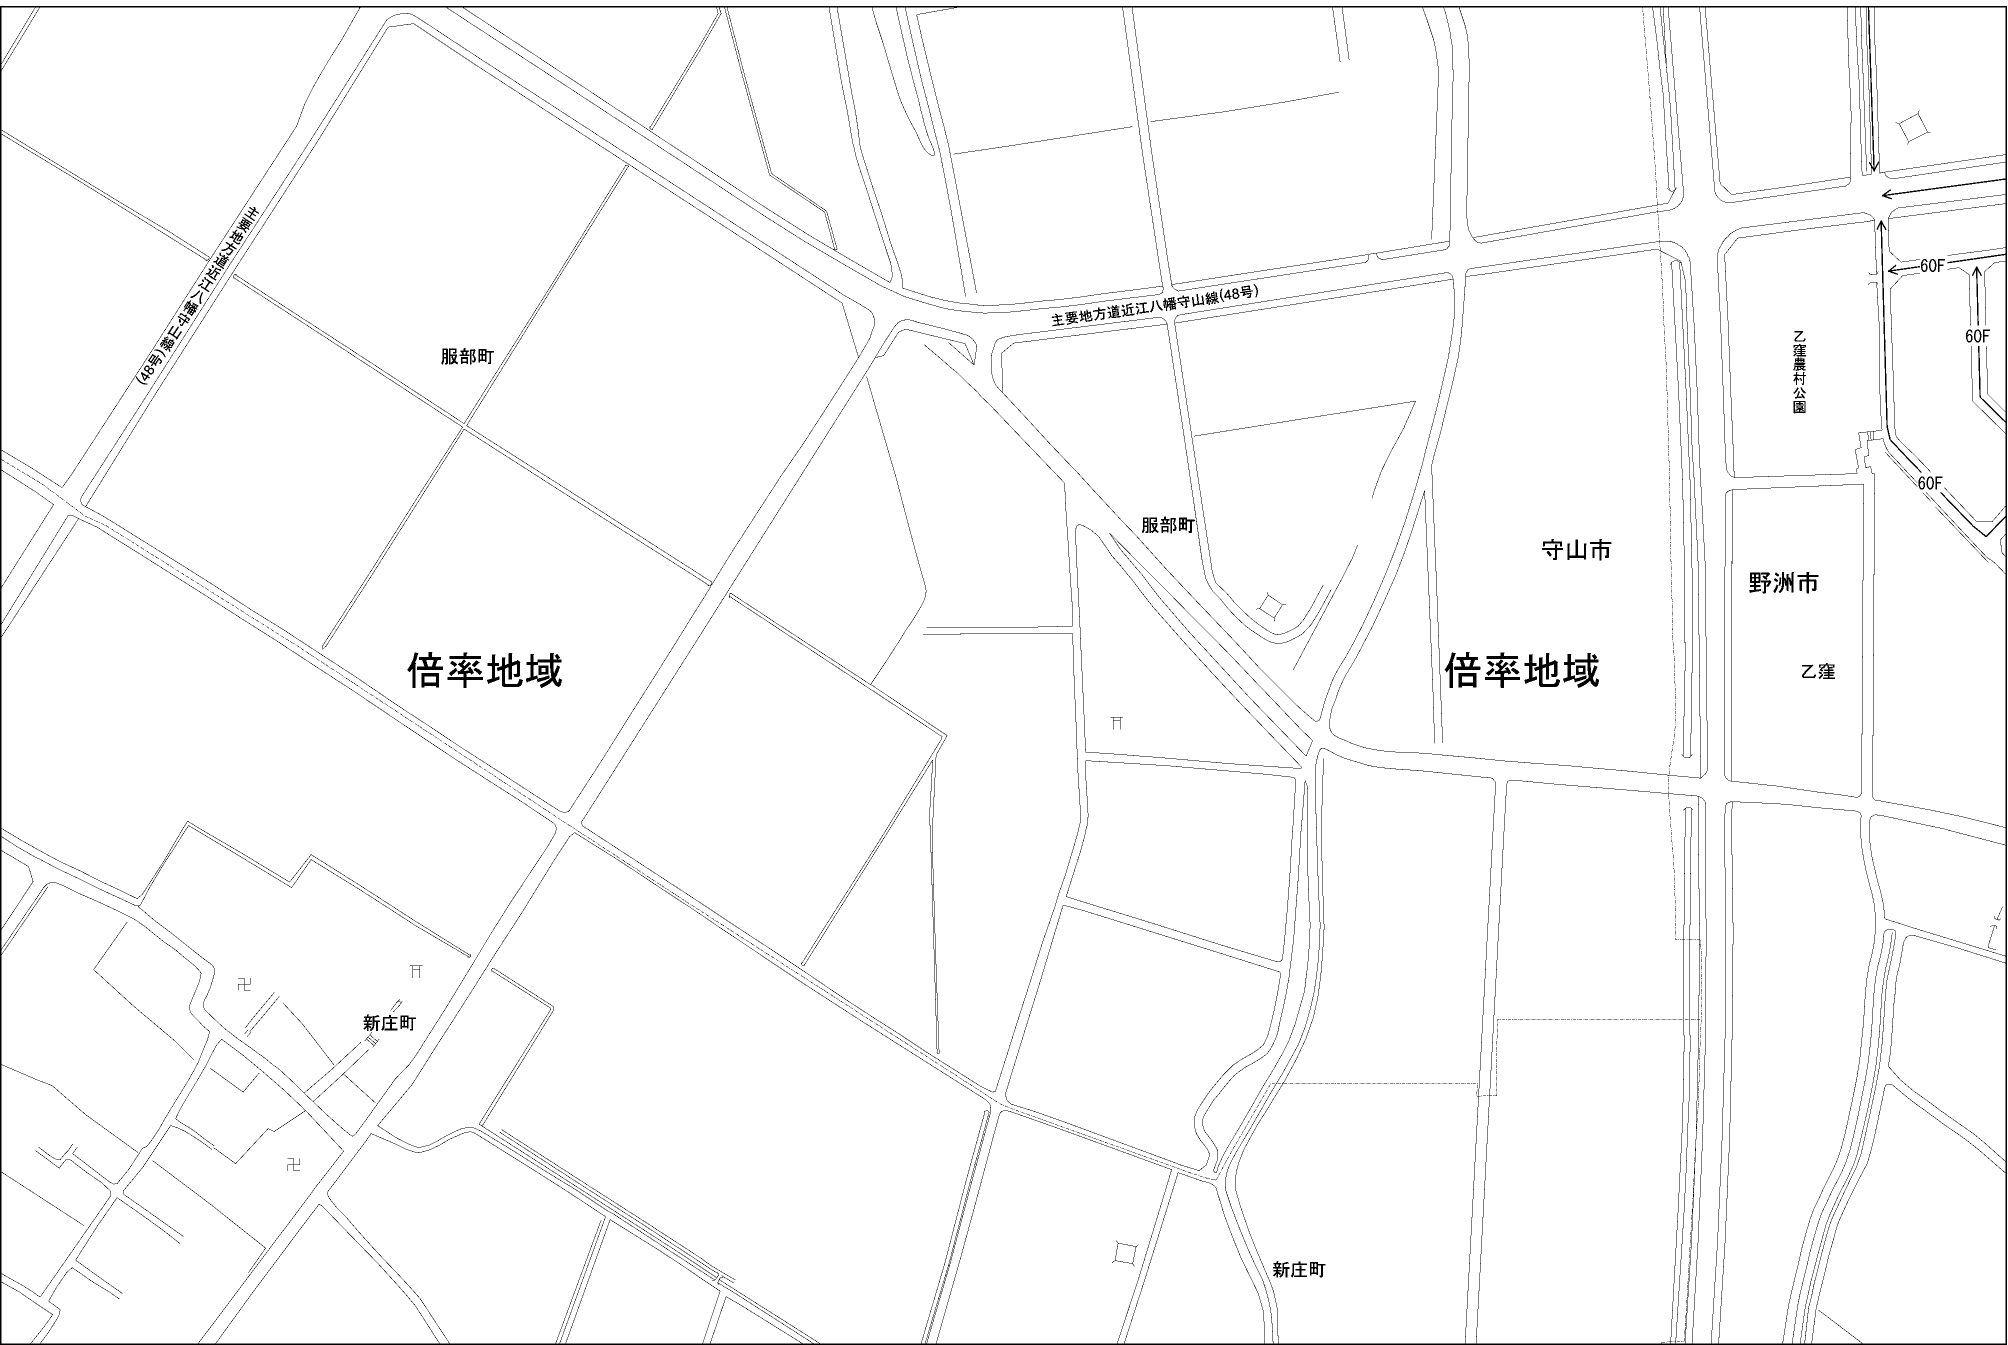 主要地方道近江八幡守山線(48号)
服部町
主要地方道近江八幡守山線(48号)
60F
60F
乙窪農村公園
60F
服部町
守山市
野洲市
倍率地域
倍率地域
乙窪
新庄町
新庄町